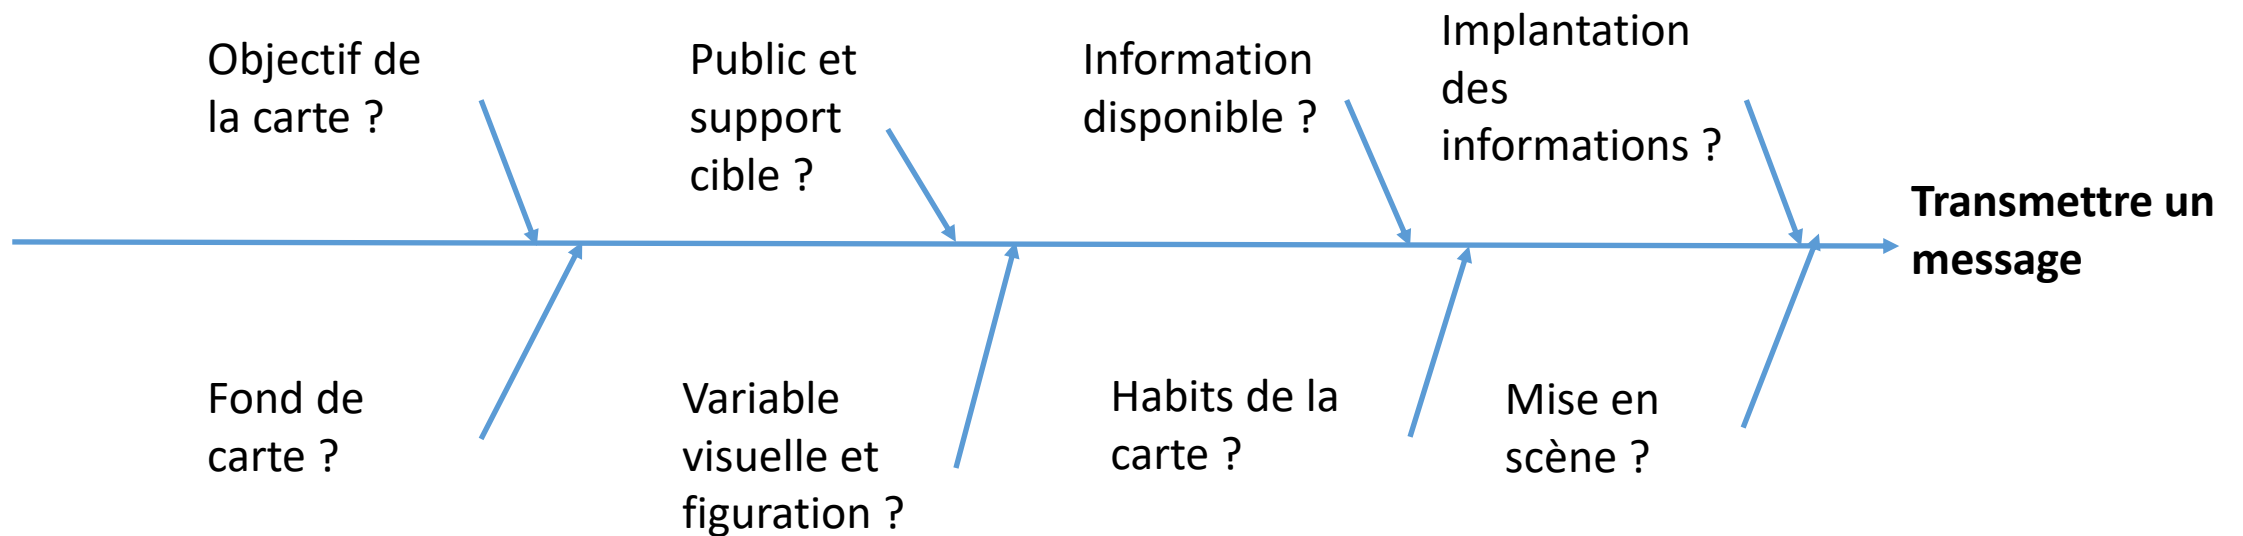 Objectif de
la carte ?
Public et
support
cible ?
Information
disponible ?
Implantation
des
informations ?
Transmettre un
message
Fond de
carte ?
Variable
visuelle et
figuration ?
Habits de la
carte ?
Mise en
scène ?